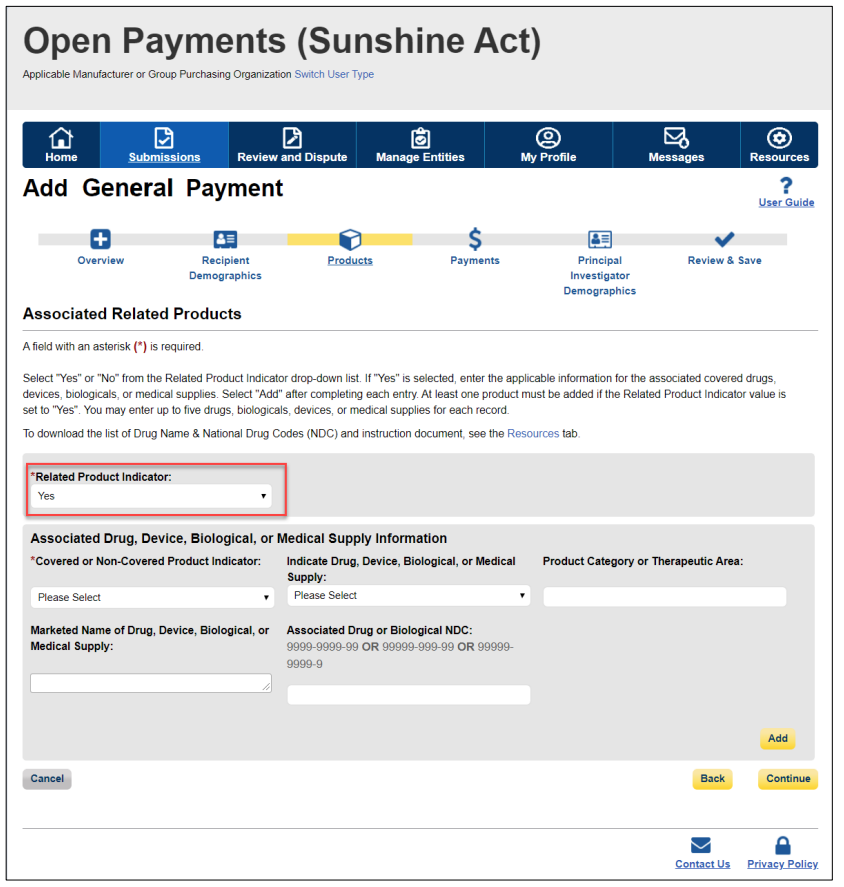 Open Payments (Sunshine Act)
Applicable Manufacturer or Group Purchasing Organization Switch User Type
Home
Submissions
Review and Dispute
Manage Entities
My Profile
Messages
Resources
Add General Payment
?
User Guide
Overview
Recipient
Demographics
Products
$
Payments
Principal
Investigator
Demographics
Review & Save
Associated Related Products
A field with an asterisk (*) is required.
Select "Yes" or "No" from the Related Product Indicator drop-down list. If "Yes" is selected, enter the applicable information for the associated covered drugs,
devices, biologicals, or medical supplies. Select "Add" after completing each entry. At least one product must be added if the Related Product Indicator value is
set to "Yes". You may enter up to five drugs, biologicals, devices, or medical supplies for each record.
To download the list of Drug Name & National Drug Codes (NDC) and instruction document, see the Resources tab.
*Related Product Indicator:
Yes
Associated Drug, Device, Biological, or Medical Supply Information
*Covered or Non-Covered Product Indicator:
Please Select
Indicate Drug, Device, Biological, or Medical
Supply:
Please Select
Product Category or Therapeutic Area:
Marketed Name of Drug, Device, Biological, or
Medical Supply:
Associated Drug or Biological NDC:
9999-9999-99 OR 99999-999-99 OR 99999-
9999-9
Add
Cancel
Back
Continue
Contact Us
Privacy Policy